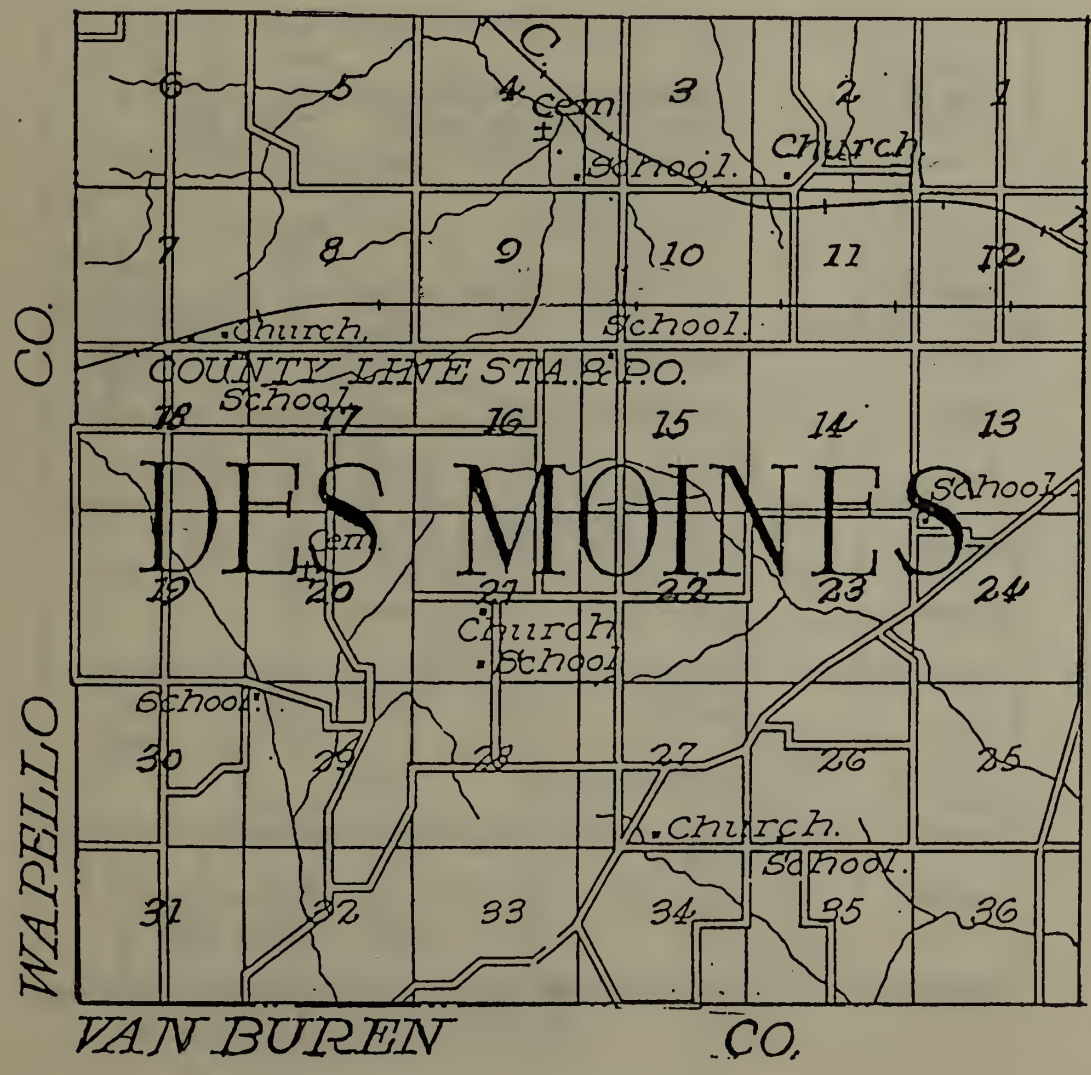 C.
6 5 4 3 2 1
Cem.
School. Church.
7 8 9 10 11 12
Church. School.
COUNTY LINE STA. & P.O.
School.
18 17 16 15 14 13
DES MOINES
School.
Cem.
19 20 21 22 23 24
Church
School
School.
30 29 28 27 26 25
Church.
School.
31 32 33 34 35 36
WAPELLO CO.
VAN BUREN CO.